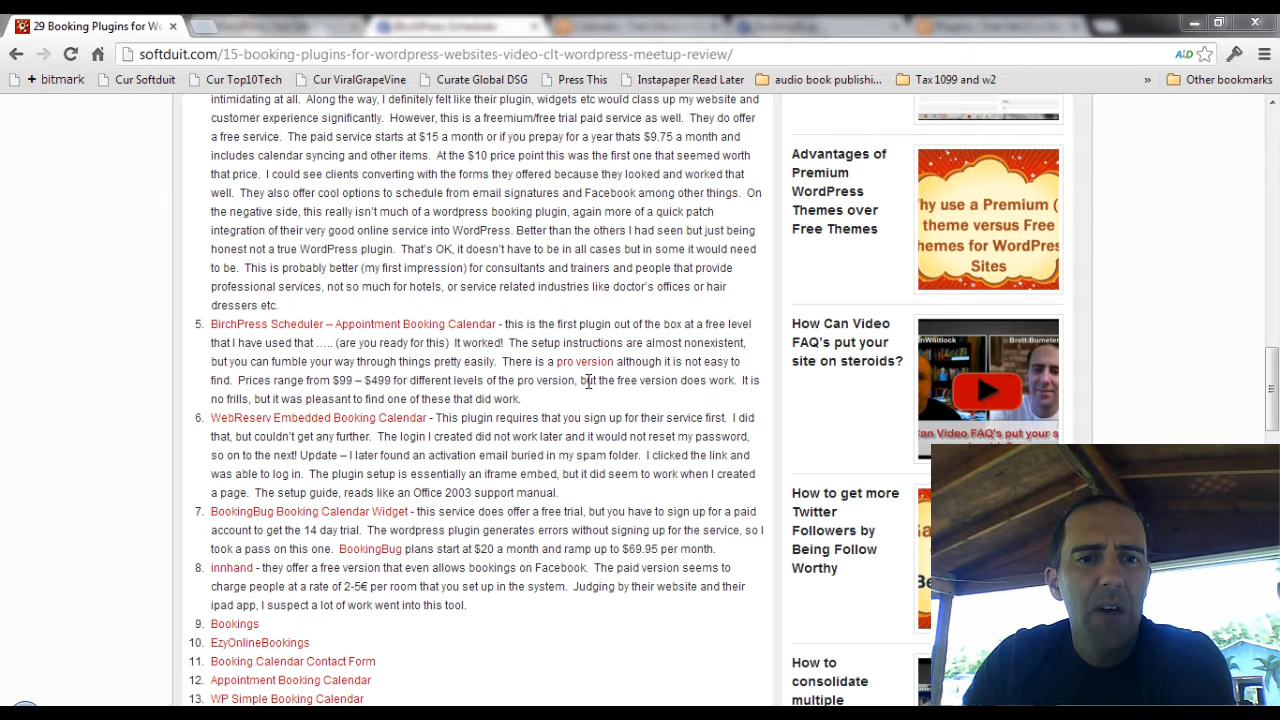 29 Booking Plugins for Wo
softduit.com/15-booking-plugins-for-wordpress-websites-video-clt-wordpress-meetup-review/
+ bitmark
Cur Softduit
Cur Top10Tech
Cur ViralGrapeVine
Curate Global DSG
Press This
Instapaper Read Later
audio book publishi...
Tax 1099 and w2
»
Other bookmarks
intimidating at all. Along the way, I definitely felt like their plugin, widgets etc would class up my website and
customer experience significantly. However, this is a freemium/free trial paid service as well. They do offer
a free service. The paid service starts at $15 a month or if you prepay for a year thats $9.75 a month and
includes calendar syncing and other items. At the $10 price point this was the first one that seemed worth
that price. I could see clients converting with the forms they offered because they looked and worked that
well. They also offer cool options to schedule from email signatures and Facebook among other things. On
the negative side, this really isn't much of a wordpress booking plugin, again more of a quick patch
integration of their very good online service into WordPress. Better than the others I had seen but just being
honest not a true WordPress plugin. That's OK, it doesn't have to be in all cases but in some it would need
to be. This is probably better (my first impression) for consultants and trainers and people that provide
professional services, not so much for hotels, or service related industries like doctor's offices or hair
dressers etc.
5. BirchPress Scheduler – Appointment Booking Calendar - this is the first plugin out of the box at a free level
that I have used that ….. (are you ready for this) It worked! The setup instructions are almost nonexistent,
but you can fumble your way through things pretty easily. There is a pro version although it is not easy to
find. Prices range from $99 – $499 for different levels of the pro version, but the free version does work. It is
no frills, but it was pleasant to find one of these that did work.
6. WebReserv Embedded Booking Calendar - This plugin requires that you sign up for their service first. I did
that, but couldn't get any further. The login I created did not work later and it would not reset my password,
so on to the next! Update – I later found an activation email buried in my spam folder. I clicked the link and
was able to log in. The plugin setup is essentially an iframe embed, but it did seem to work when I created
a page. The setup guide, reads like an Office 2003 support manual.
7. BookingBug Booking Calendar Widget - this service does offer a free trial, but you have to sign up for a paid
account to get the 14 day trial. The wordpress plugin generates errors without signing up for the service, so I
took a pass on this one. BookingBug plans start at $20 a month and ramp up to $69.95 per month.
8. innhand - they offer a free version that even allows bookings on Facebook. The paid version seems to
charge people at a rate of 2-5€ per room that you set up in the system. Judging by their website and their
ipad app, I suspect a lot of work went into this tool.
9. Bookings
10. EzyOnlineBookings
11. Booking Calendar Contact Form
12. Appointment Booking Calendar
13. WP Simple Booking Calendar
Advantages of
Premium
WordPress
Themes over
Free Themes
Why use a Premium (
theme versus Free
hemes for WordPres
Sites
How Can Video
FAQ's put your
site on steroids?
nWhitlock
Brett Bumeter
Can Video FAQ's put your s
How to get more
Twitter
Followers by
Being Follow
Worthy
Ga
Be
How to
consolidate
multiple